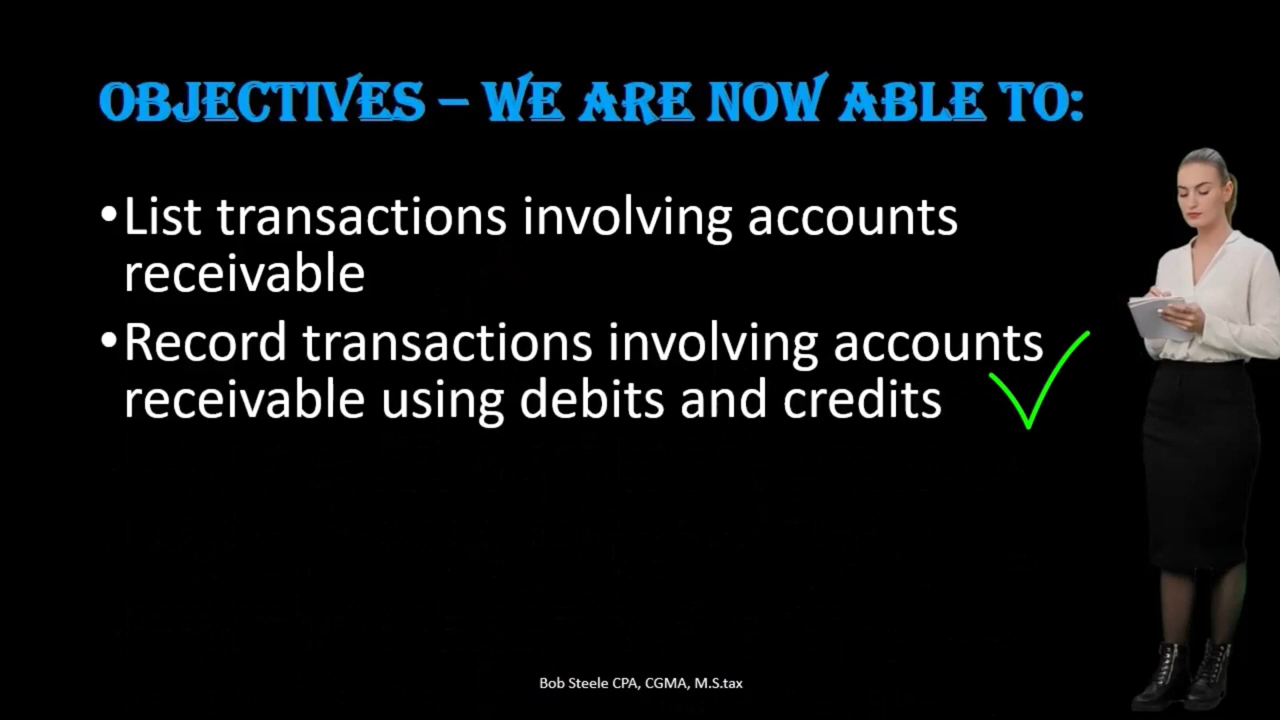 OBJECTIVES – WE ARE NOW ABLE TO:
•List transactions involving accounts
receivable
•Record transactions involving accounts
receivable using debits and credits
Bob Steele CPA, CGMA, M.S.tax